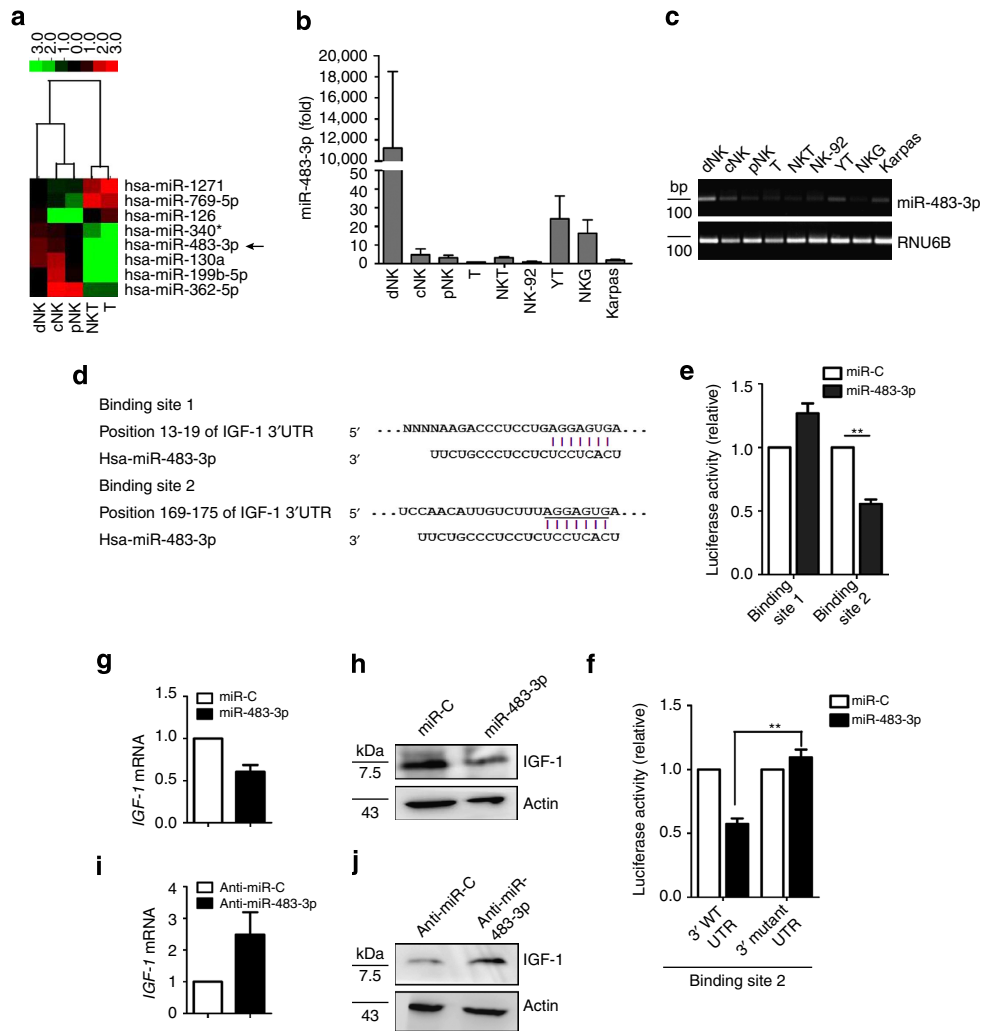 a
3.0 2.0 1.0 0.0 1.0 2.0 3.0
hsa-miR-1271
hsa-miR-769-5p
hsa-miR-126
hsa-miR-340*
hsa-miR-483-3p
hsa-miR-130a
hsa-miR-199b-5p
hsa-miR-362-5p
dNK cNK pNK NKT T
b
miR-483-3p (fold)
20,000
18,000
16,000
14,000
12,000
10,000
50
40
30
20
10
0
dNK cNK pNK T NKT NK-92 YT NKG Karpas
c
dNK cNK pNK T NKT NK-92 YT NKG Karpas
bp
100
miR-483-3p
100
RNU6B
d
Binding site 1
Position 13-19 of IGF-1 3′UTR 5′ ...NNNNAAGACCCUCCUGAGGAGUGA...
Hsa-miR-483-3p 3′ UUCUGCCCUCCUCUCCUCACU
Binding site 2
Position 169-175 of IGF-1 3′UTR 5′ ...UCCAACAUUGUCUUUAGGAGUGA...
Hsa-miR-483-3p 3′ UUCUGCCCUCCUCUCCUCACU
e
miR-C
miR-483-3p
Luciferase activity (relative)
1.5
1.0
0.5
0.0
**
Binding site 1
Binding site 2
g
miR-C
miR-483-3p
IGF-1 mRNA
1.5
1.0
0.5
0.0
h
miR-C miR-483-3p
kDa
7.5
IGF-1
43
Actin
f
miR-C
miR-483-3p
Luciferase activity (relative)
1.5
1.0
0.5
0.0
**
3′ WT UTR
3′ mutant UTR
Binding site 2
i
Anti-miR-C
Anti-miR-483-3p
IGF-1 mRNA
4
3
2
1
0
j
Anti-miR-C
Anti-miR-
483-3p
kDa
7.5
IGF-1
43
Actin